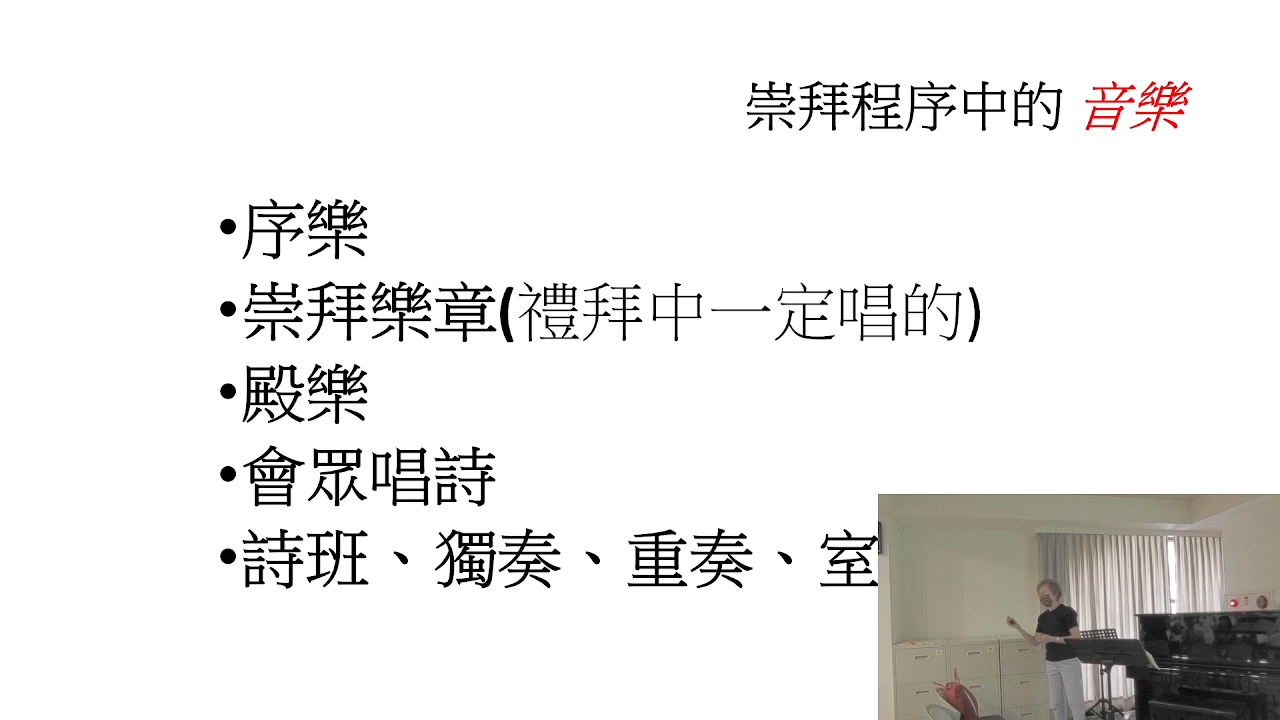 崇拜程序中的 音樂
•序樂
•崇拜樂章(禮拜中一定唱的)
•殿樂
•會眾唱詩
•詩班、獨奏、重奏、室